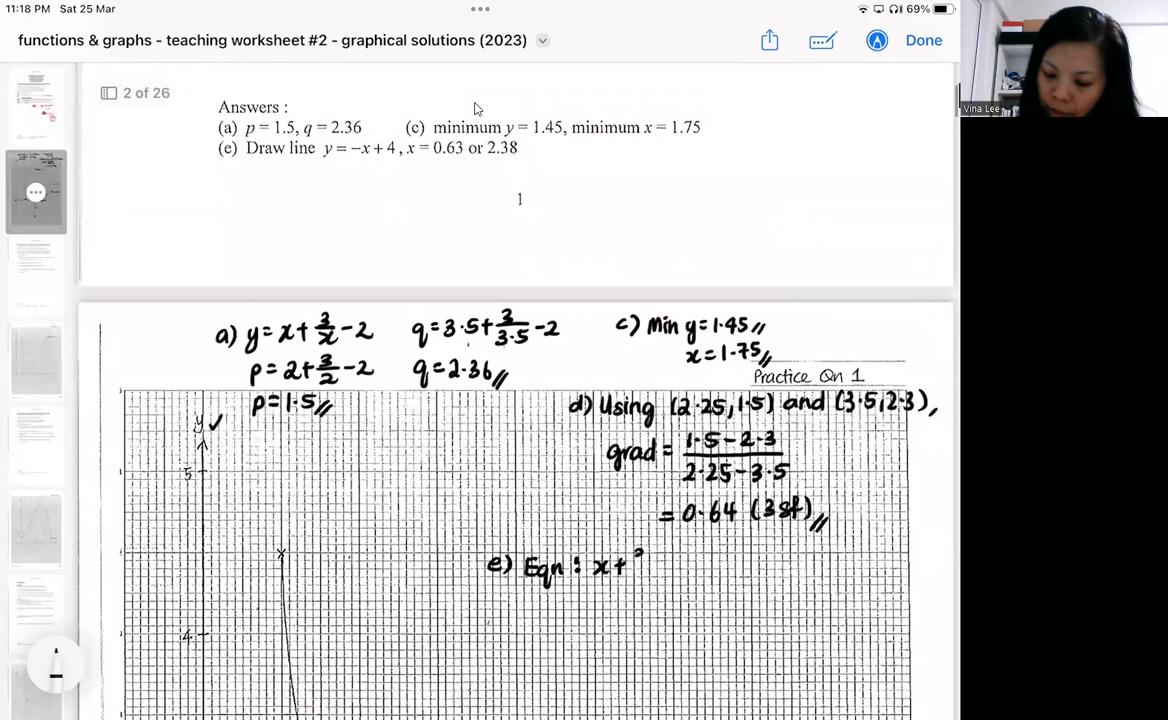 11:18 PM Sat 25 Mar
69%
functions & graphs - teaching worksheet #2 - graphical solutions (2023)
Done
Vina Lee
2 of 26
Answers :
(a) p = 1.5, q = 2.36 (c) minimum y = 1.45, minimum x = 1.75
(e) Draw line y = −x + 4 , x = 0.63 or 2.38
1
a) y = x + 3/x − 2 q = 3.5 + 3/3.5 − 2 c) Min y = 1.45 //
p = 2 + 3/2 − 2 q = 2.36 // x = 1.75 //
Practice Qn 1
p = 1.5 // d) Using (2.25, 1.5) and (3.5, 2.3),
y ✓
grad = 1.5 − 2.3 / 2.25 − 3.5
5
= 0.64 (3sf) //
e) Eqn : x +
4